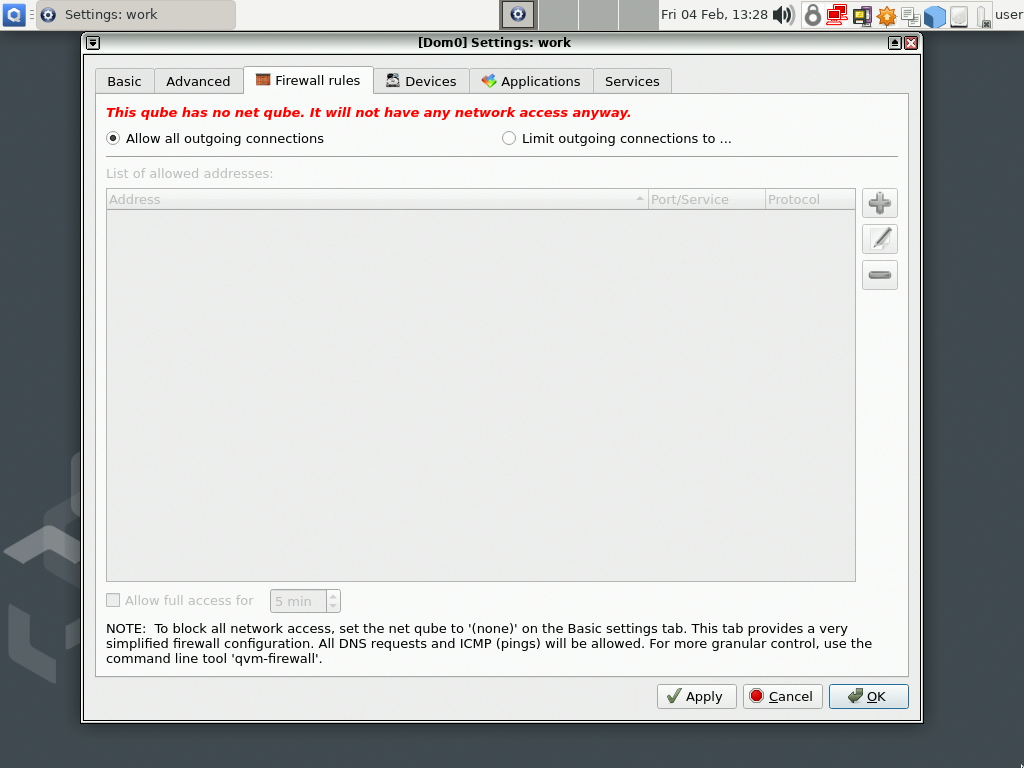 Settings: work
Fri 04 Feb, 13:28
user
[Dom0] Settings: work
Basic
Advanced
Firewall rules
Devices
Applications
Services
This qube has no net qube. It will not have any network access anyway.
Allow all outgoing connections
Limit outgoing connections to ...
List of allowed addresses:
Address
Port/Service
Protocol
Allow full access for
5 min
NOTE:  To block all network access, set the net qube to '(none)' on the Basic settings tab. This tab provides a very
simplified firewall configuration. All DNS requests and ICMP (pings) will be allowed. For more granular control, use the
command line tool 'qvm-firewall'.
Apply
Cancel
OK